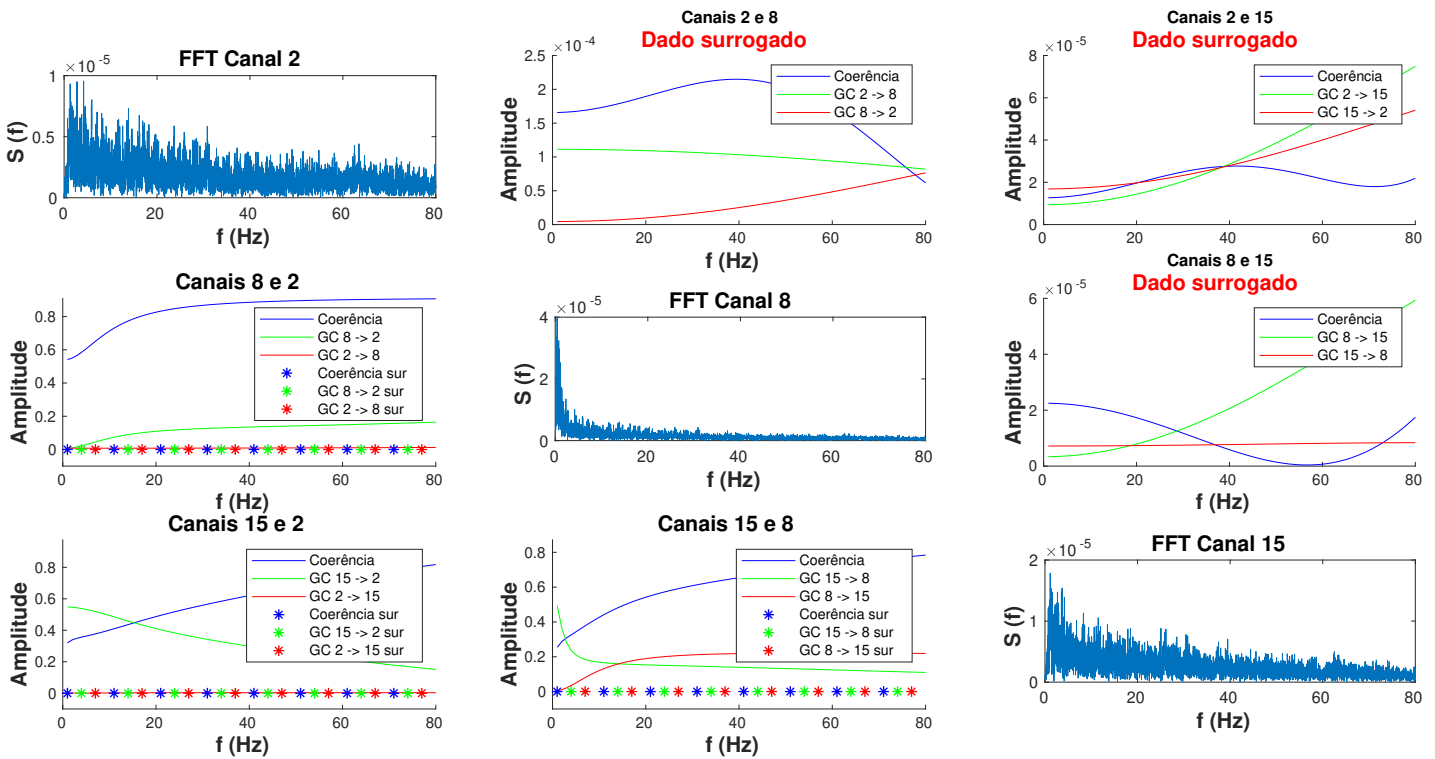 FFT Canal 2
× 10 -5
1
0.5
0
S (f)
0 20 40 60 80
f (Hz)
Canais 2 e 8
Dado surrogado
×10 -4
2.5
2
1.5
1
0.5
0
Amplitude
Coerência
GC 2 -> 8
GC 8 -> 2
0 20 40 60 80
f (Hz)
Canais 2 e 15
Dado surrogado
× 10 -5
8
6
4
2
0
Amplitude
Coerência
GC 2 -> 15
GC 15 -> 2
0 20 40 60 80
f (Hz)
Canais 8 e 2
0.8
0.6
0.4
0.2
0
Amplitude
Coerência
GC 8 -> 2
GC 2 -> 8
Coerência sur
GC 8 -> 2 sur
GC 2 -> 8 sur
0 20 40 60 80
f (Hz)
FFT Canal 8
× 10 -5
4
2
0
S (f)
0 20 40 60 80
f (Hz)
Canais 8 e 15
Dado surrogado
× 10 -5
6
4
2
0
Amplitude
Coerência
GC 8 -> 15
GC 15 -> 8
0 20 40 60 80
f (Hz)
Canais 15 e 2
0.8
0.6
0.4
0.2
0
Amplitude
Coerência
GC 15 -> 2
GC 2 -> 15
Coerência sur
GC 15 -> 2 sur
GC 2 -> 15 sur
0 20 40 60 80
f (Hz)
Canais 15 e 8
0.8
0.6
0.4
0.2
0
Amplitude
Coerência
GC 15 -> 8
GC 8 -> 15
Coerência sur
GC 15 -> 8 sur
GC 8 -> 15 sur
0 20 40 60 80
f (Hz)
FFT Canal 15
× 10 -5
2
1
0
S (f)
0 20 40 60 80
f (Hz)